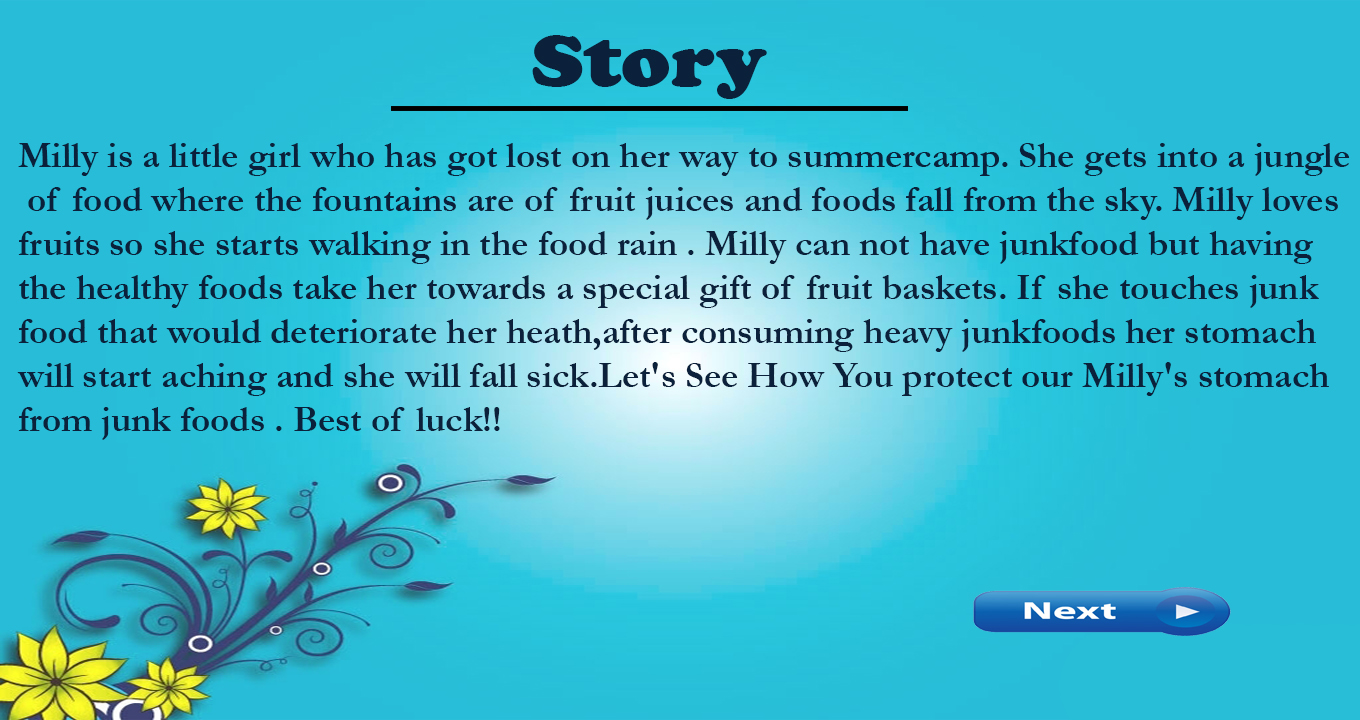 Story
Milly is a little girl who has got lost on her way to summercamp. She gets into a jungle
of food where the fountains are of fruit juices and foods fall from the sky. Milly loves
fruits so she starts walking in the food rain . Milly can not have junkfood but having
the healthy foods take her towards a special gift of fruit baskets. If she touches junk
food that would deteriorate her heath,after consuming heavy junkfoods her stomach
will start aching and she will fall sick.Let's See How You protect our Milly's stomach
from junk foods . Best of luck!!
Next